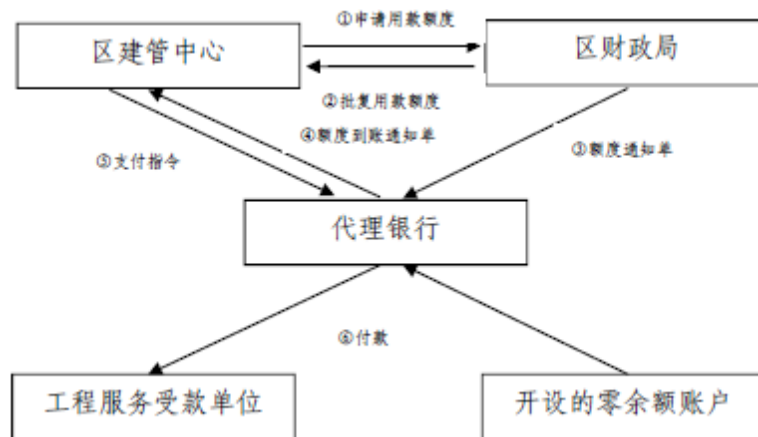 ①申请用款额度
区建管中心
区财政局
②批复用款额度
④额度到账通知单
③额度通知单
⑤支付指令
代理银行
⑥付款
工程服务受款单位
开设的零余额账户